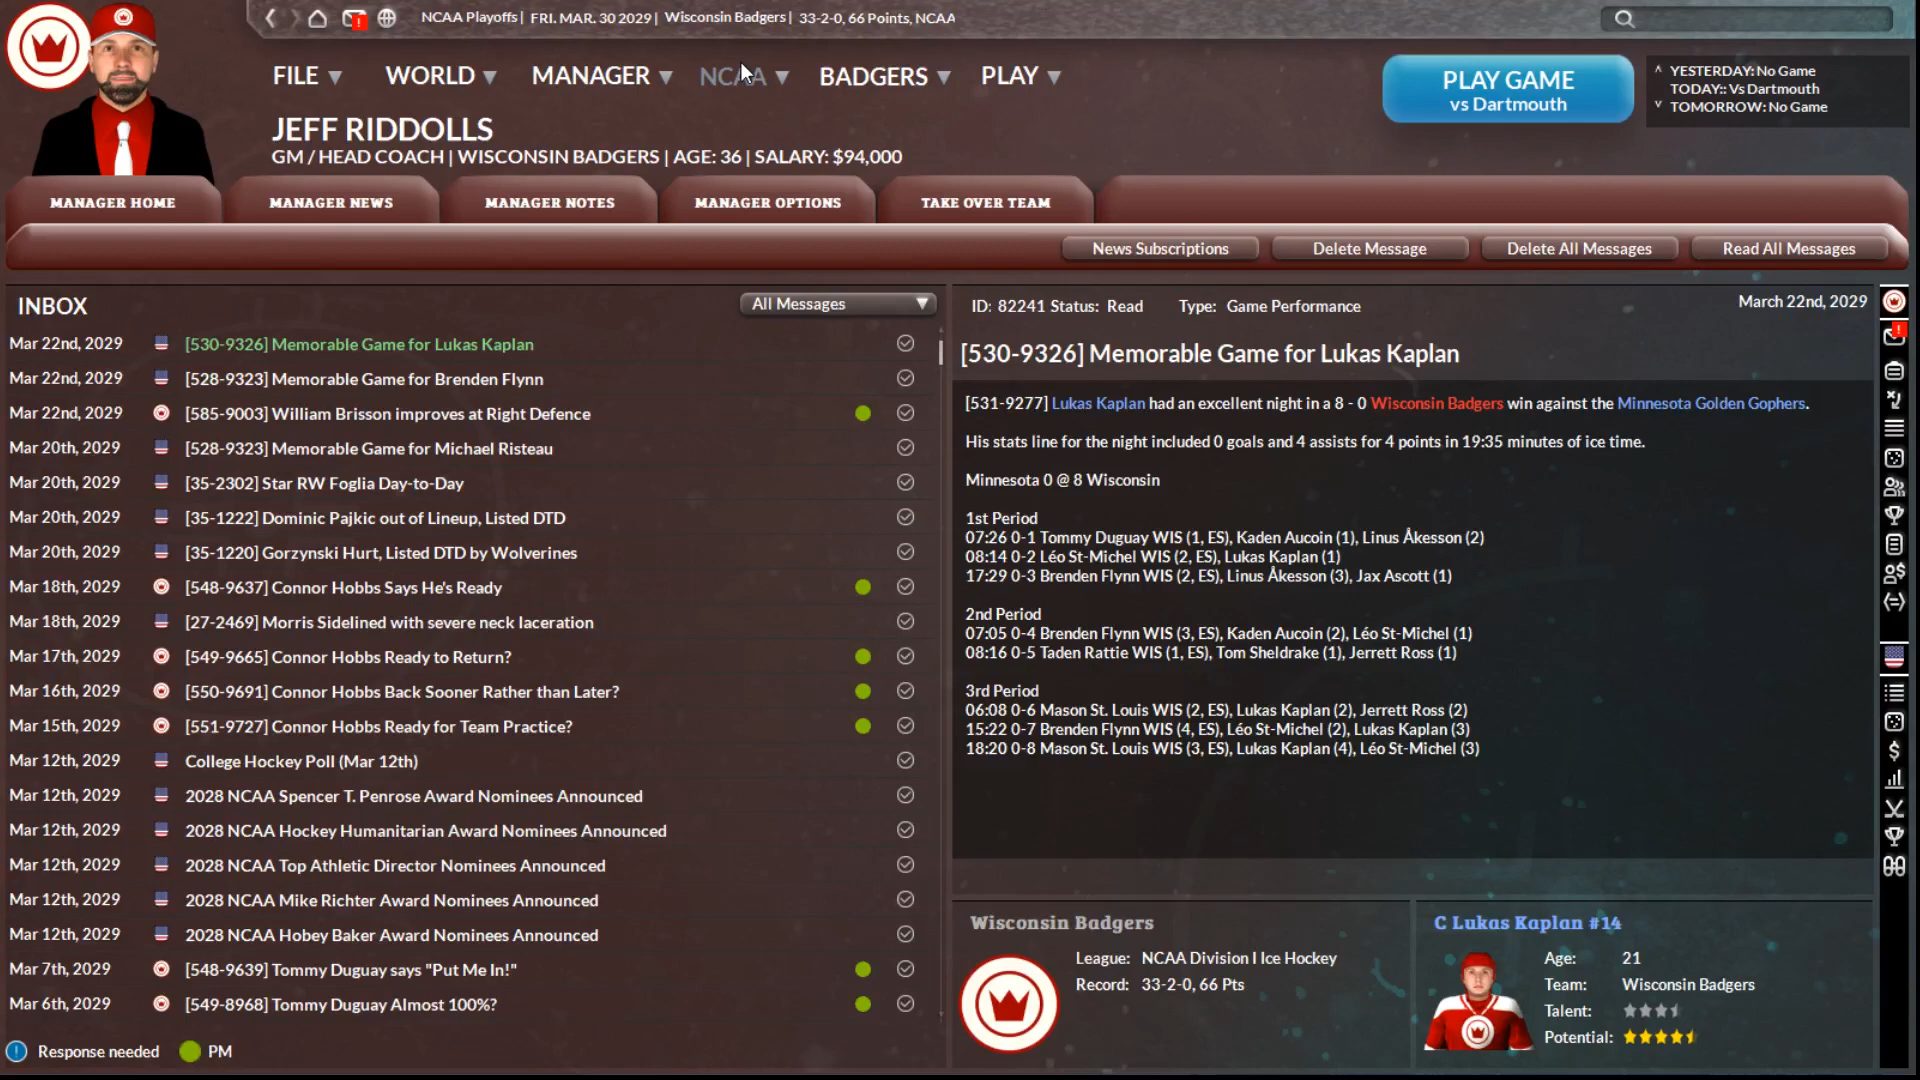 NCAA Playoffs | FRI. MAR. 30 2029 | Wisconsin Badgers | 33-2-0, 66 Points, NCAA
FILE WORLD MANAGER NCAA BADGERS PLAY
PLAY GAME
vs Dartmouth
YESTERDAY: No Game
TODAY:: Vs Dartmouth
TOMORROW: No Game
JEFF RIDDOLLS
GM / HEAD COACH | WISCONSIN BADGERS | AGE: 36 | SALARY: $94,000
MANAGER HOME MANAGER NEWS MANAGER NOTES MANAGER OPTIONS TAKE OVER TEAM
News Subscriptions Delete Message Delete All Messages Read All Messages
INBOX All Messages
Mar 22nd, 2029 [530-9326] Memorable Game for Lukas Kaplan
Mar 22nd, 2029 [528-9323] Memorable Game for Brenden Flynn
Mar 22nd, 2029 [585-9003] William Brisson improves at Right Defence
Mar 20th, 2029 [528-9323] Memorable Game for Michael Risteau
Mar 20th, 2029 [35-2302] Star RW Foglia Day-to-Day
Mar 20th, 2029 [35-1222] Dominic Pajkic out of Lineup, Listed DTD
Mar 20th, 2029 [35-1220] Gorzynski Hurt, Listed DTD by Wolverines
Mar 18th, 2029 [548-9637] Connor Hobbs Says He's Ready
Mar 18th, 2029 [27-2469] Morris Sidelined with severe neck laceration
Mar 17th, 2029 [549-9665] Connor Hobbs Ready to Return?
Mar 16th, 2029 [550-9691] Connor Hobbs Back Sooner Rather than Later?
Mar 15th, 2029 [551-9727] Connor Hobbs Ready for Team Practice?
Mar 12th, 2029 College Hockey Poll (Mar 12th)
Mar 12th, 2029 2028 NCAA Spencer T. Penrose Award Nominees Announced
Mar 12th, 2029 2028 NCAA Hockey Humanitarian Award Nominees Announced
Mar 12th, 2029 2028 NCAA Top Athletic Director Nominees Announced
Mar 12th, 2029 2028 NCAA Mike Richter Award Nominees Announced
Mar 12th, 2029 2028 NCAA Hobey Baker Award Nominees Announced
Mar 7th, 2029 [548-9639] Tommy Duguay says "Put Me In!"
Mar 6th, 2029 [549-8968] Tommy Duguay Almost 100%?
Response needed PM
ID: 82241 Status: Read Type: Game Performance March 22nd, 2029
[530-9326] Memorable Game for Lukas Kaplan
[531-9277] Lukas Kaplan had an excellent night in a 8 - 0 Wisconsin Badgers win against the Minnesota Golden Gophers.
His stats line for the night included 0 goals and 4 assists for 4 points in 19:35 minutes of ice time.
Minnesota 0 @ 8 Wisconsin
1st Period
07:26 0-1 Tommy Duguay WIS (1, ES), Kaden Aucoin (1), Linus Åkesson (2)
08:14 0-2 Léo St-Michel WIS (2, ES), Lukas Kaplan (1)
17:29 0-3 Brenden Flynn WIS (2, ES), Linus Åkesson (3), Jax Ascott (1)
2nd Period
07:05 0-4 Brenden Flynn WIS (3, ES), Kaden Aucoin (2), Léo St-Michel (1)
08:16 0-5 Taden Rattie WIS (1, ES), Tom Sheldrake (1), Jerrett Ross (1)
3rd Period
06:08 0-6 Mason St. Louis WIS (2, ES), Lukas Kaplan (2), Jerrett Ross (2)
15:22 0-7 Brenden Flynn WIS (4, ES), Léo St-Michel (2), Lukas Kaplan (3)
18:20 0-8 Mason St. Louis WIS (3, ES), Lukas Kaplan (4), Léo St-Michel (3)
Wisconsin Badgers
League: NCAA Division I Ice Hockey
Record: 33-2-0, 66 Pts
C Lukas Kaplan #14
Age: 21
Team: Wisconsin Badgers
Talent:
Potential: